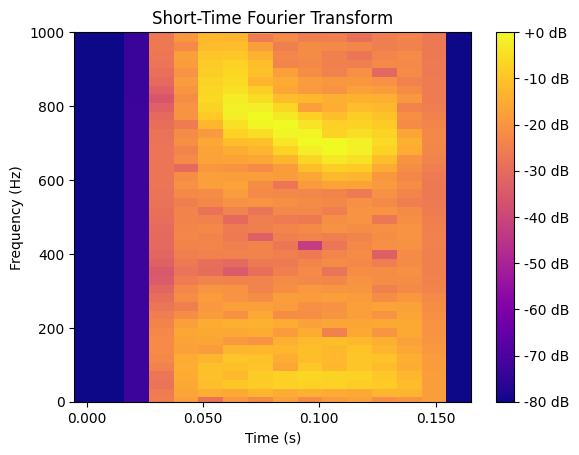 Short-Time Fourier Transform
1000
800
600
400
200
0
Frequency (Hz)
0.000
0.050
0.100
0.150
Time (s)
+0 dB
-10 dB
-20 dB
-30 dB
-40 dB
-50 dB
-60 dB
-70 dB
-80 dB